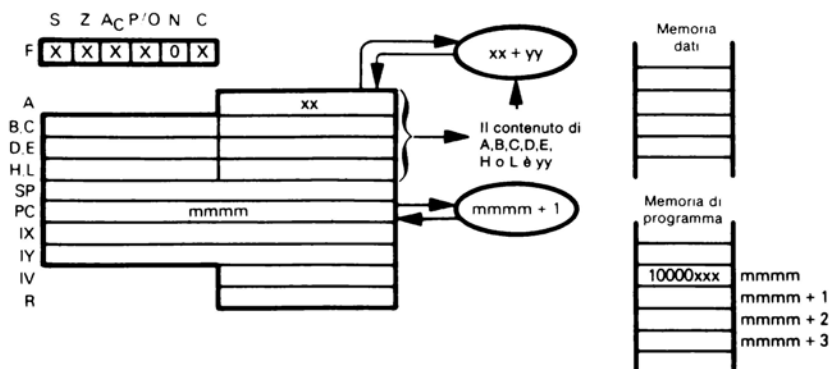 S Z AC P/O N C
F X X X X 0 X
A xx
B.C
D,E
H.L
SP
PC mmmm
IX
IY
IV
R
xx + yy
Il contenuto di
A,B,C,D,E,
H o L è yy
mmmm + 1
Memoria
dati
Memoria di
programma
10000xxx mmmm
mmmm + 1
mmmm + 2
mmmm + 3